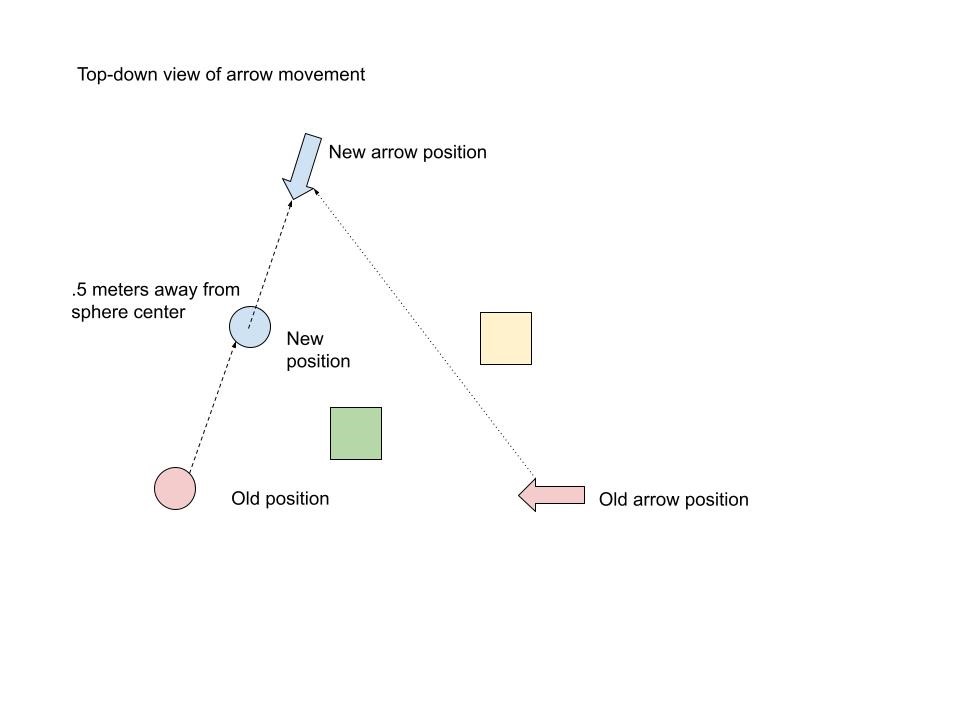 Top-down view of arrow movement
New arrow position
.5 meters away from
sphere center
New
position
Old position
Old arrow position